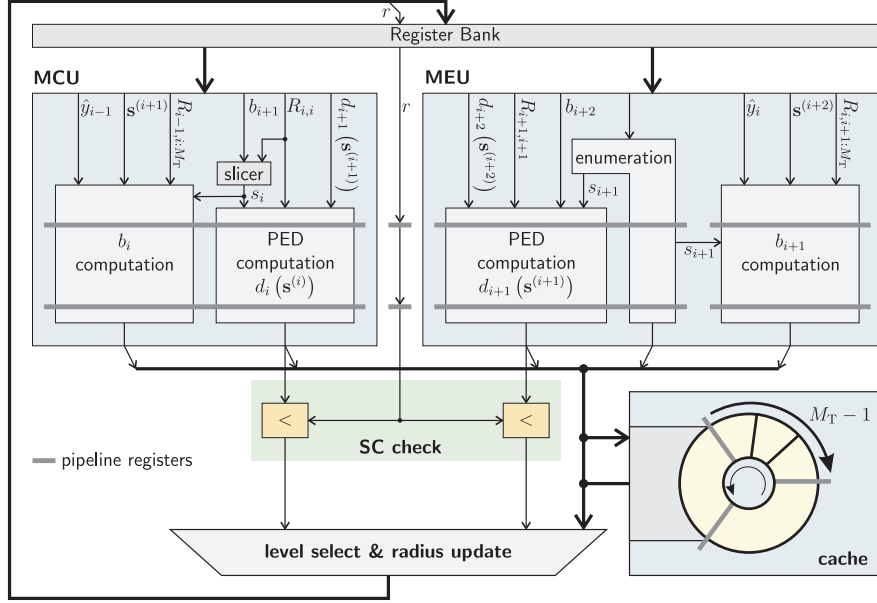 r
Register Bank
MCU
MEU
ŷ_{i−1}
s^{(i+1)}
R_{i−1,i:M_T}
b_{i+1}
R_{i,i}
d_{i+1} (s^{(i+1)})
r
d_{i+2} (s^{(i+2)})
R_{i+1,i+1}
b_{i+2}
ŷ_i
s^{(i+2)}
R_{i,i+1:M_T}
enumeration
slicer
s_i
s_{i+1}
b_i
computation
PED
computation
d_i (s^{(i)})
PED
computation
d_{i+1} (s^{(i+1)})
s_{i+1}
b_{i+1}
computation
<
<
SC check
M_T − 1
pipeline registers
level select & radius update
cache